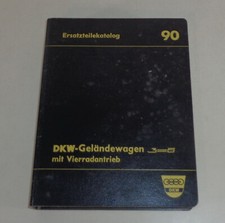 Ersatzteilekatalog 90
DKW-Geländewagen
mit Vierradantrieb